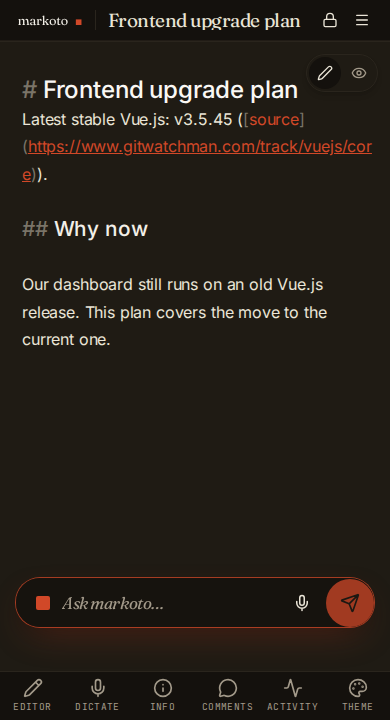 markoto
Frontend upgrade plan
# Frontend upgrade plan
Latest stable Vue.js: v3.5.45 ([source]
(https://www.gitwatchman.com/track/vuejs/cor
e)).
## Why now
Our dashboard still runs on an old Vue.js
release. This plan covers the move to the
current one.
Ask markoto...
EDITOR
DICTATE
INFO
COMMENTS
ACTIVITY
THEME